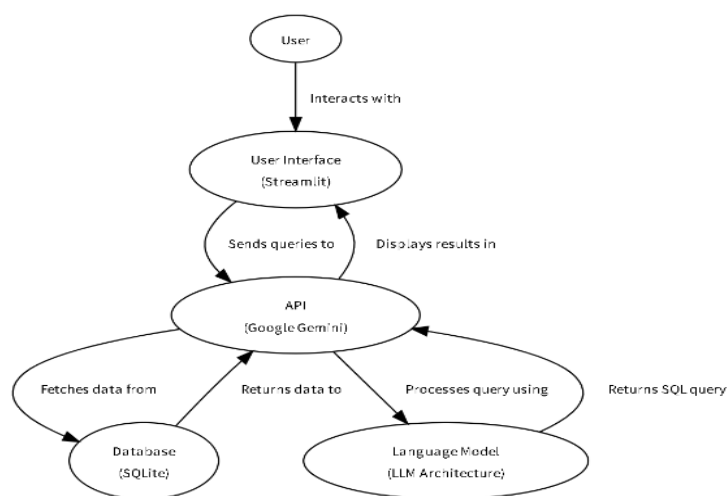 User
Interacts with
User Interface
(Streamlit)
Sends queries to
Displays results in
API
(Google Gemini)
Fetches data from
Returns data to
Processes query using
Returns SQL query
Database
(SQLite)
Language Model
(LLM Architecture)